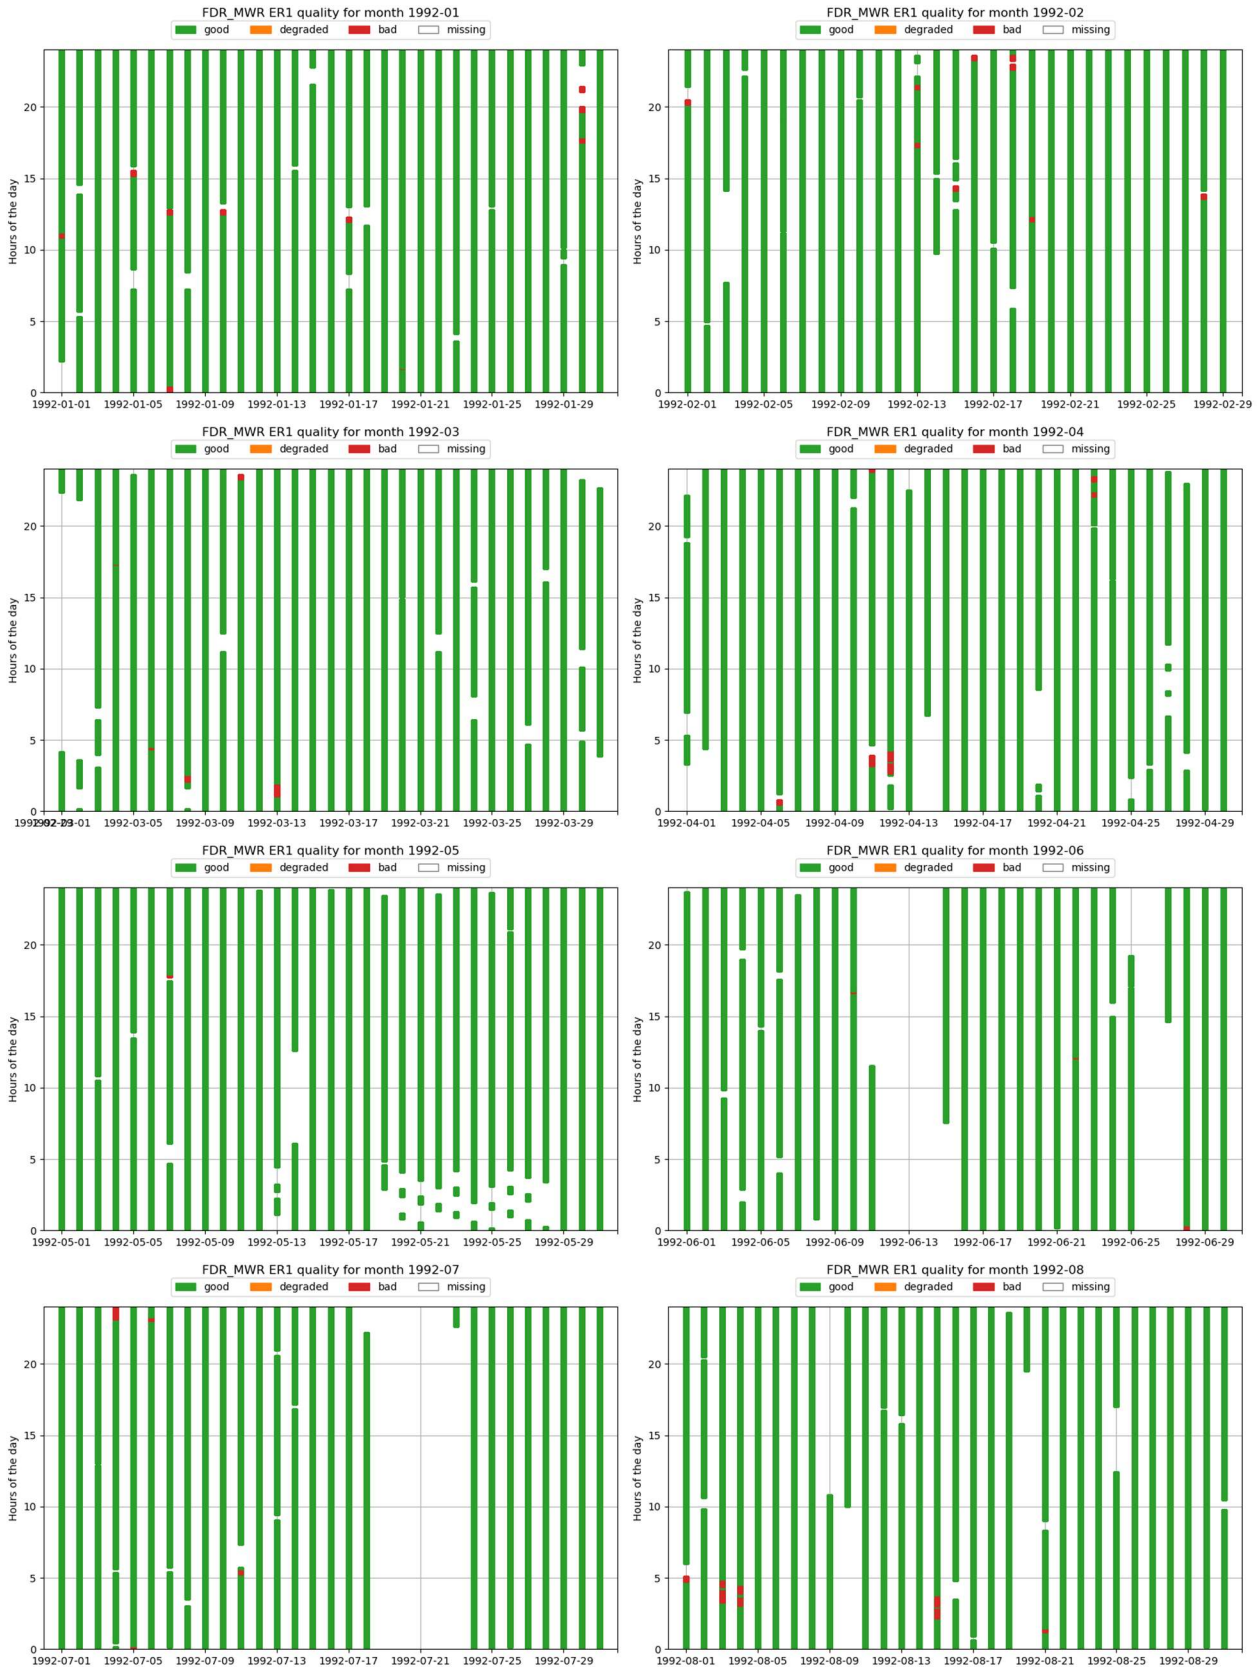 FDR_MWR ER1 quality for month 1992-01
good degraded bad missing
Hours of the day
20
15
10
5
0
1992-01-01 1992-01-05 1992-01-09 1992-01-13 1992-01-17 1992-01-21 1992-01-25 1992-01-29
FDR_MWR ER1 quality for month 1992-02
good degraded bad missing
Hours of the day
20
15
10
5
0
1992-02-01 1992-02-05 1992-02-09 1992-02-13 1992-02-17 1992-02-21 1992-02-25 1992-02-29
FDR_MWR ER1 quality for month 1992-03
good degraded bad missing
Hours of the day
20
15
10
5
0
1992-03-01 1992-03-05 1992-03-09 1992-03-13 1992-03-17 1992-03-21 1992-03-25 1992-03-29
FDR_MWR ER1 quality for month 1992-04
good degraded bad missing
Hours of the day
20
15
10
5
0
1992-04-01 1992-04-05 1992-04-09 1992-04-13 1992-04-17 1992-04-21 1992-04-25 1992-04-29
FDR_MWR ER1 quality for month 1992-05
good degraded bad missing
Hours of the day
20
15
10
5
0
1992-05-01 1992-05-05 1992-05-09 1992-05-13 1992-05-17 1992-05-21 1992-05-25 1992-05-29
FDR_MWR ER1 quality for month 1992-06
good degraded bad missing
Hours of the day
20
15
10
5
0
1992-06-01 1992-06-05 1992-06-09 1992-06-13 1992-06-17 1992-06-21 1992-06-25 1992-06-29
FDR_MWR ER1 quality for month 1992-07
good degraded bad missing
Hours of the day
20
15
10
5
0
1992-07-01 1992-07-05 1992-07-09 1992-07-13 1992-07-17 1992-07-21 1992-07-25 1992-07-29
FDR_MWR ER1 quality for month 1992-08
good degraded bad missing
Hours of the day
20
15
10
5
0
1992-08-01 1992-08-05 1992-08-09 1992-08-13 1992-08-17 1992-08-21 1992-08-25 1992-08-29